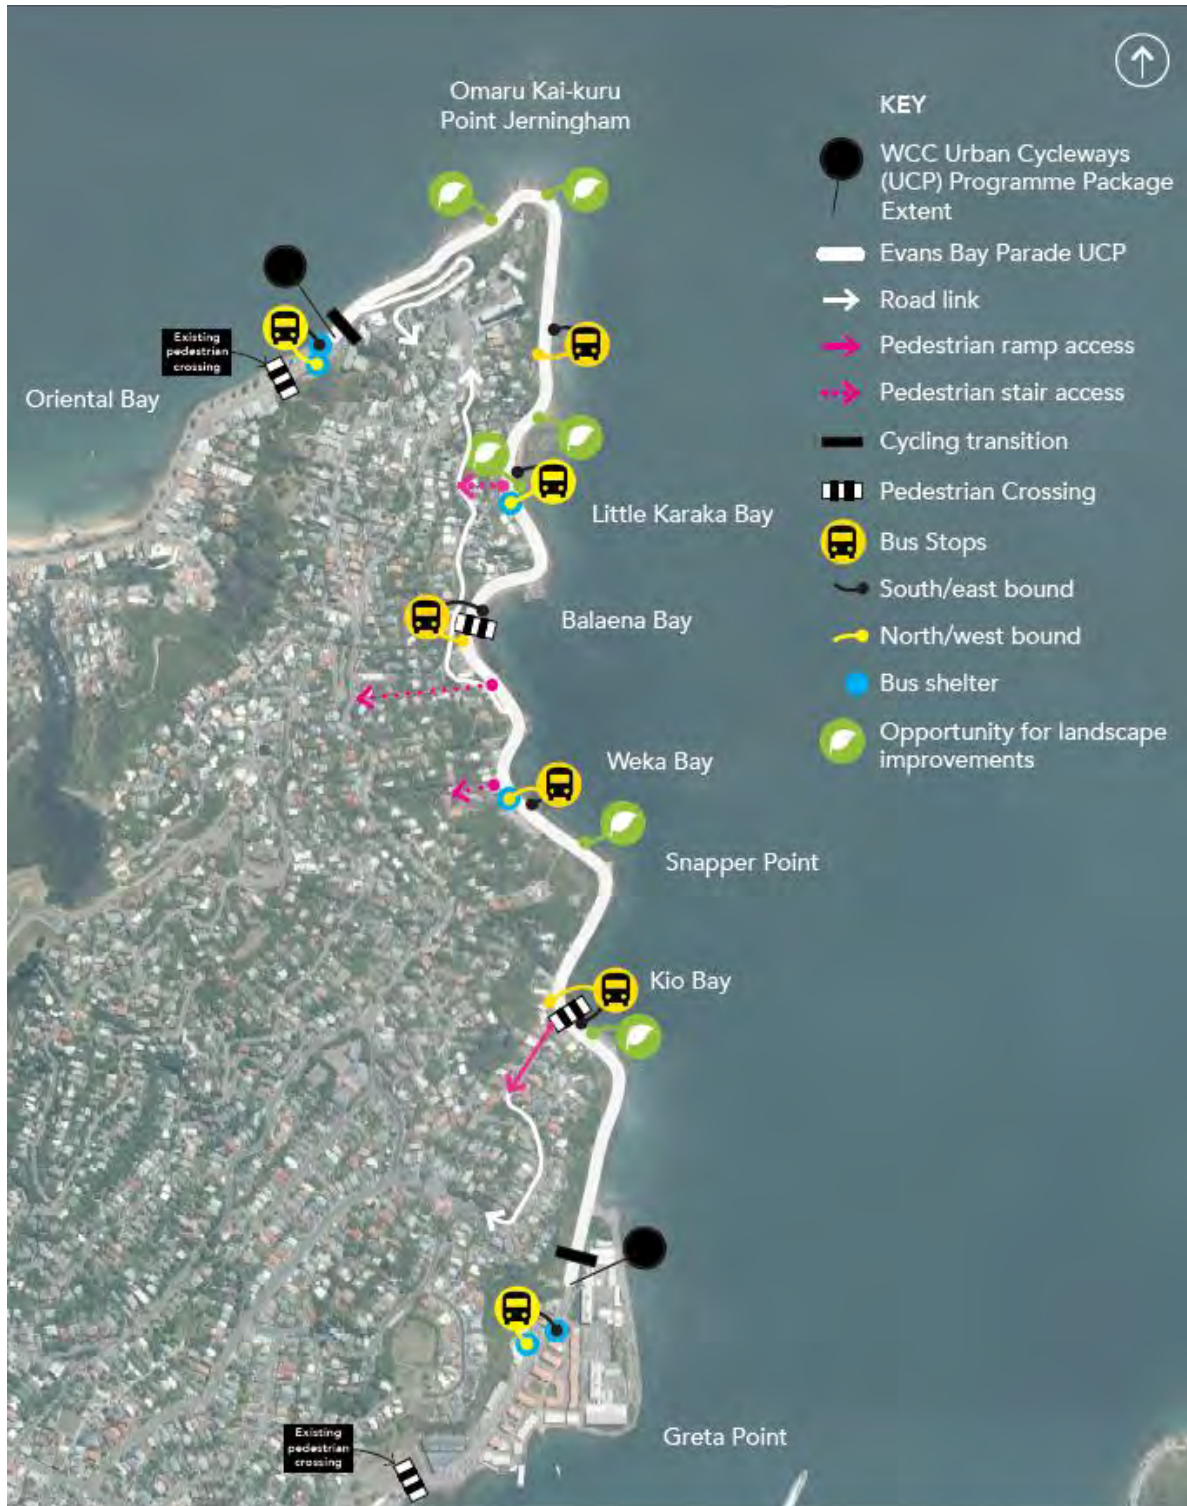 Omaru Kai-kuru
Point Jerningham
KEY
WCC Urban Cycleways
(UCP) Programme Package
Extent
Evans Bay Parade UCP
Road link
Pedestrian ramp access
Pedestrian stair access
Cycling transition
Pedestrian Crossing
Bus Stops
South/east bound
North/west bound
Bus shelter
Opportunity for landscape
improvements
Existing
pedestrian
crossing
Oriental Bay
Little Karaka Bay
Balaena Bay
Weka Bay
Snapper Point
Kio Bay
Greta Point
Existing
pedestrian
crossing